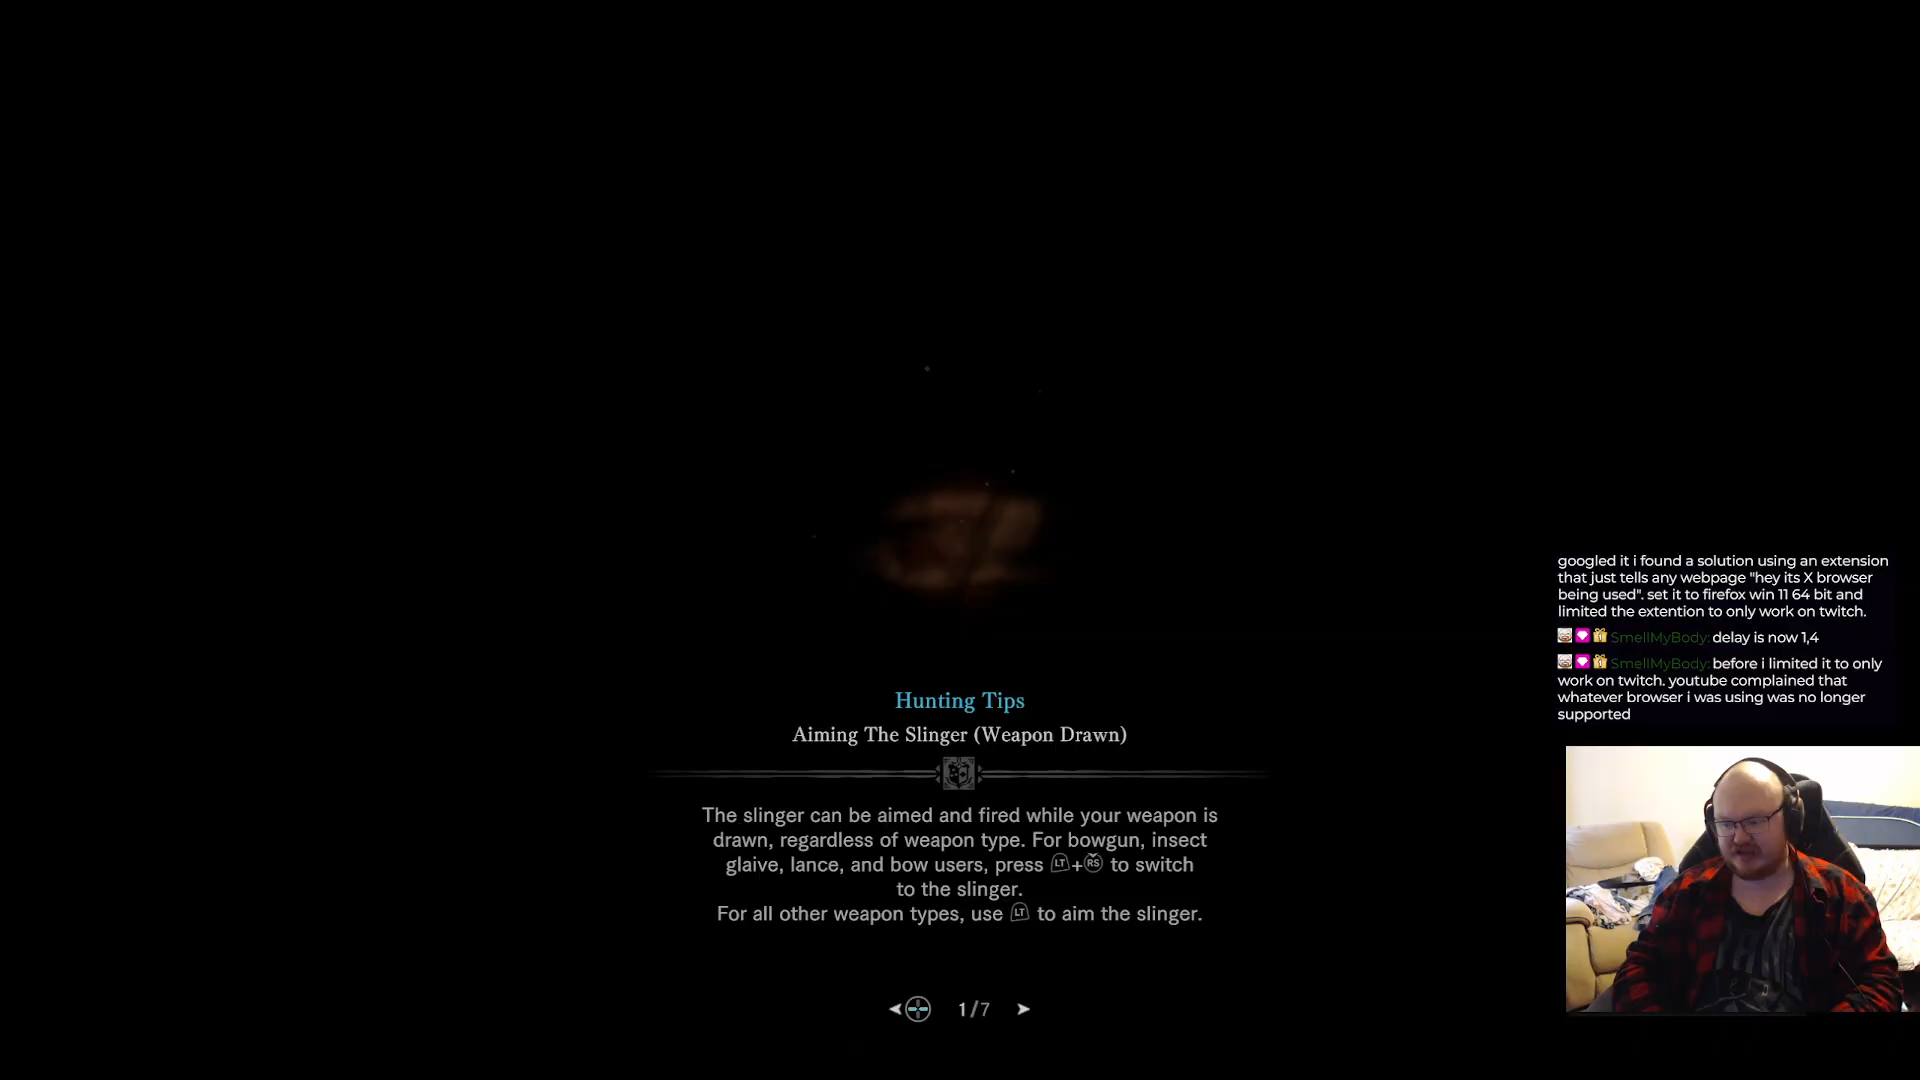 googled it i found a solution using an extension
that just tells any webpage "hey its X browser
being used". set it to firefox win 11 64 bit and
limited the extention to only work on twitch.
SmellMyBody: delay is now 1,4
SmellMyBody: before i limited it to only
work on twitch. youtube complained that
whatever browser i was using was no longer
supported
Hunting Tips
Aiming The Slinger (Weapon Drawn)
The slinger can be aimed and fired while your weapon is
drawn, regardless of weapon type. For bowgun, insect
glaive, lance, and bow users, press LT+RS to switch
to the slinger.
For all other weapon types, use LT to aim the slinger.
1/7